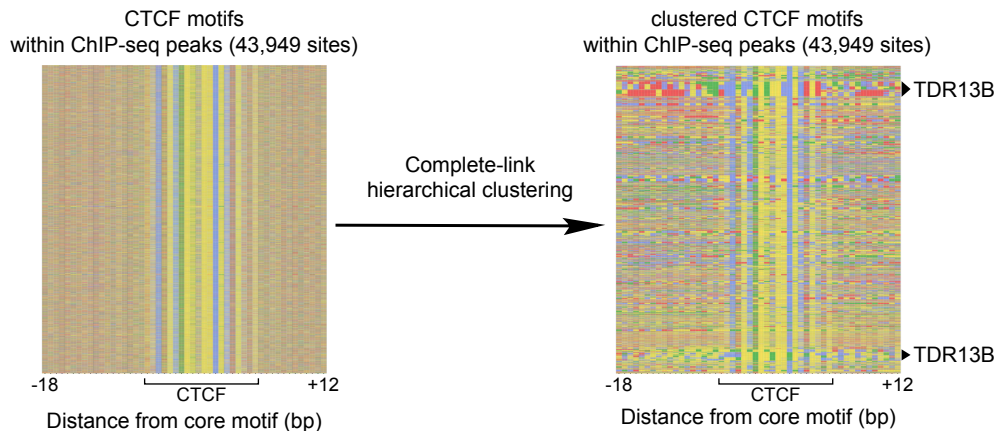 CTCF motifs
within ChIP-seq peaks (43,949 sites)
-18
+12
CTCF
Distance from core motif (bp)
Complete-link
hierarchical clustering
clustered CTCF motifs
within ChIP-seq peaks (43,949 sites)
TDR13B
TDR13B
-18
+12
CTCF
Distance from core motif (bp)